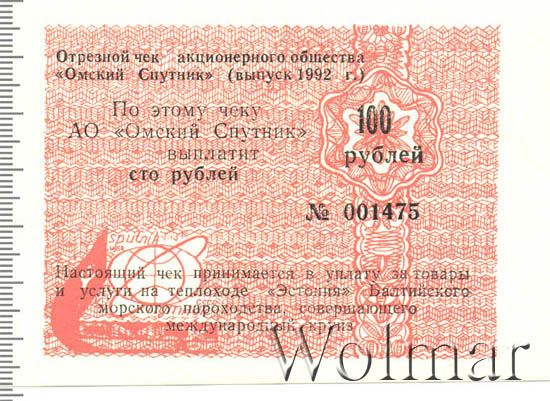 Отрезной чек акционерного общества
«Омский Спутник» (выпуск 1992 г.)
По этому чеку
АО «Омский Спутник»
выплатит
сто рублей
100
рублей
№ 001475
sputnik
Настоящий чек принимается в уплату за товары
и услуги на теплоходе «Эстония» Балтийского
морского пароходства, совершающего
международный круиз
Wolmar